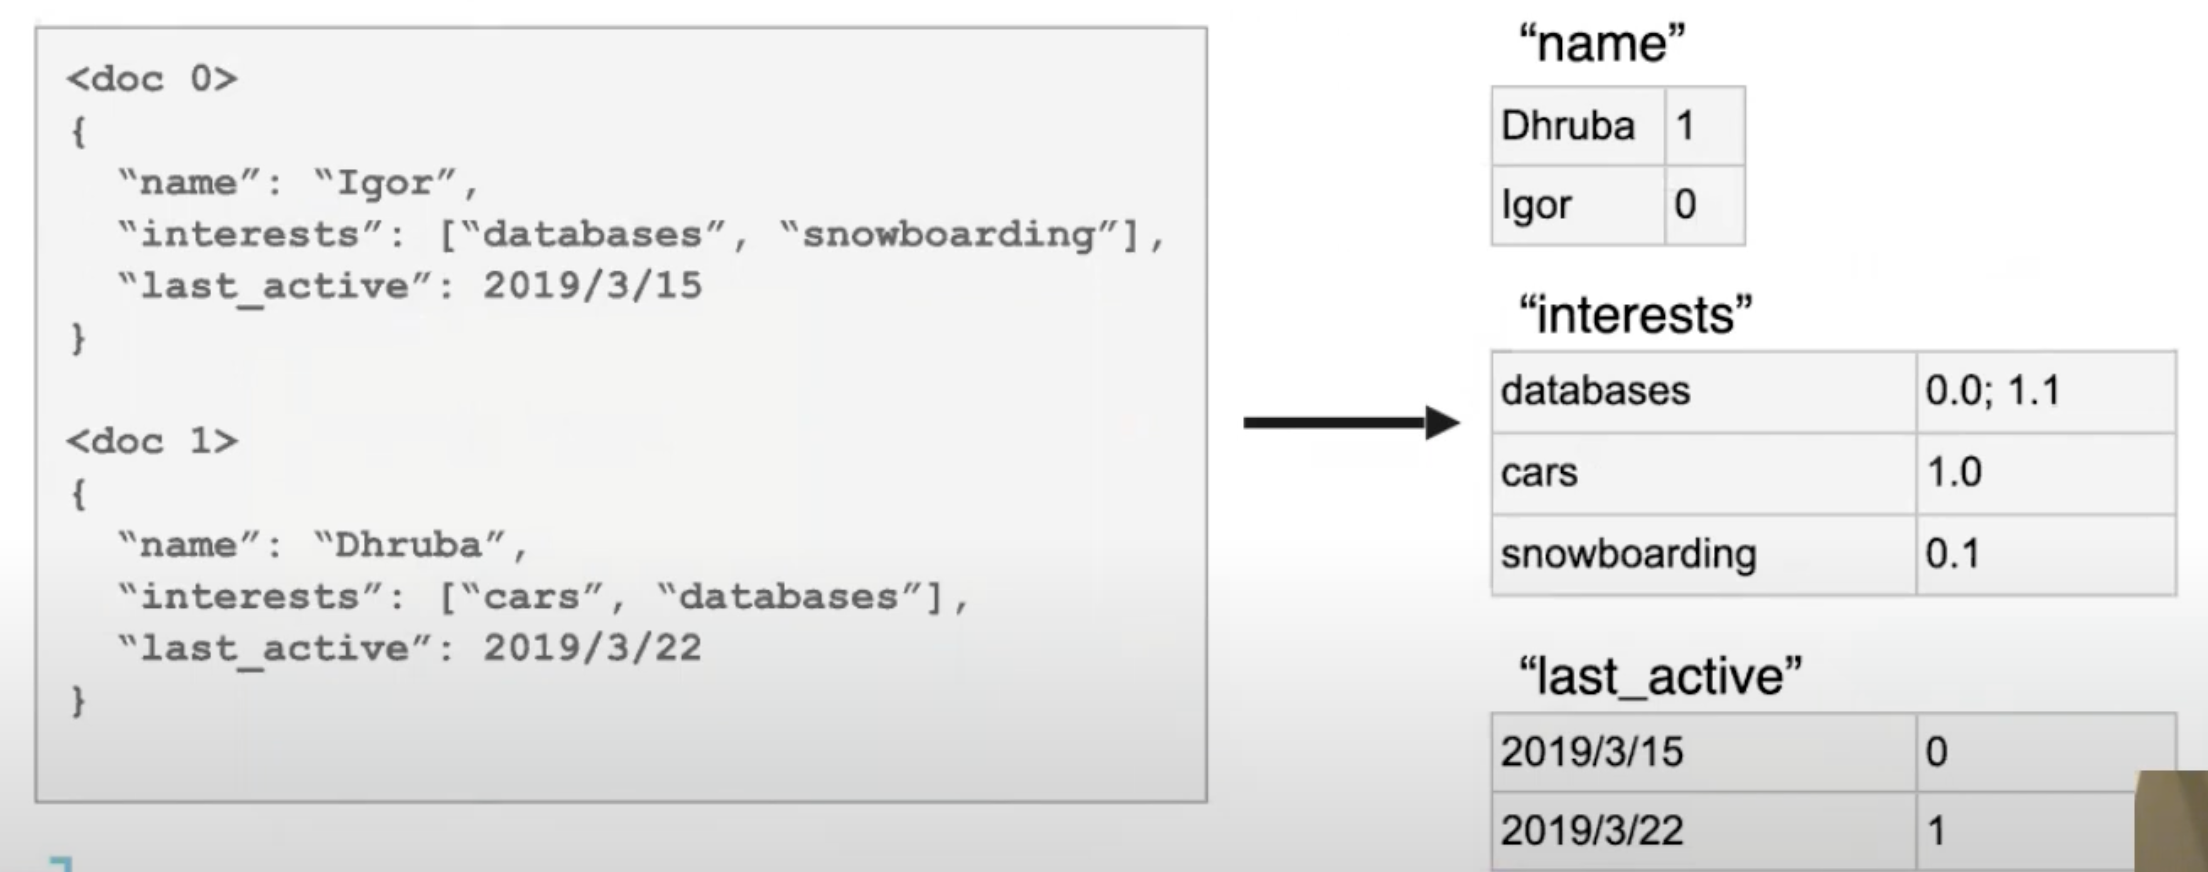 <doc 0>
{
“name”: “Igor”,
“interests”: [“databases”, “snowboarding”],
“last_active”: 2019/3/15
}
<doc 1>
{
“name”: “Dhruba”,
“interests”: [“cars”, “databases”],
“last_active”: 2019/3/22
}
“name”
Dhruba 1
Igor 0
“interests”
databases 0.0; 1.1
cars 1.0
snowboarding 0.1
“last_active”
2019/3/15 0
2019/3/22 1